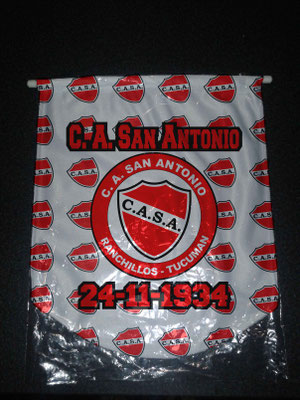 C.A. SAN ANTONIO
C. A. SAN ANTONIO
C.A.S.A.
RANCHILLOS - TUCUMAN
24-11-1934